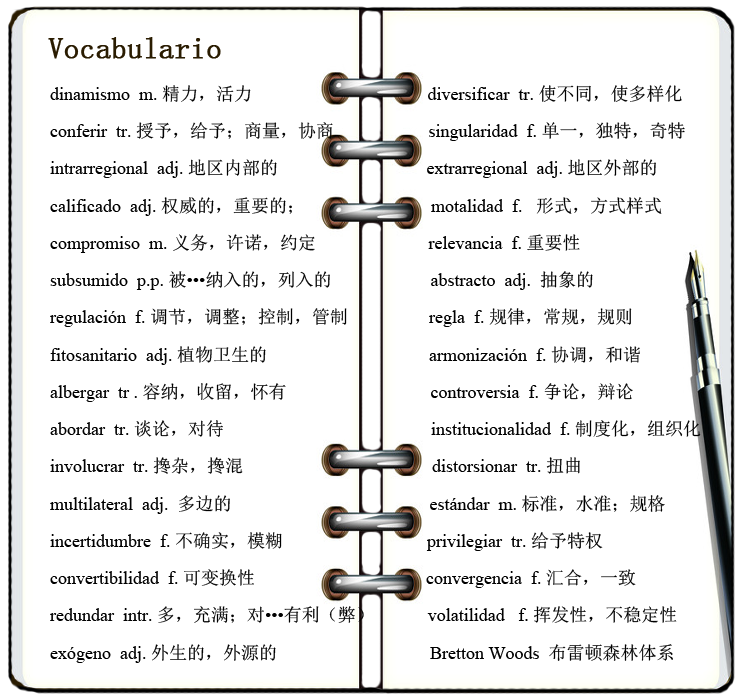 Vocabulario
dinamismo m. 精力，活力
conferir tr. 授予，给予；商量，协商
intrarregional adj. 地区内部的
calificado adj. 权威的，重要的；
compromiso m. 义务，许诺，约定
subsumido p.p. 被•••纳入的，列入的
regulación f. 调节，调整；控制，管制
fitosanitario adj. 植物卫生的
albergar tr . 容纳，收留，怀有
abordar tr. 谈论，对待
involucrar tr. 搀杂，搀混
multilateral adj. 多边的
incertidumbre f. 不确实，模糊
convertibilidad f. 可变换性
redundar intr. 多，充满；对•••有利（弊）
exógeno adj. 外生的，外源的
diversificar tr. 使不同，使多样化
singularidad f. 单一，独特，奇特
extrarregional adj. 地区外部的
motalidad f. 形式，方式样式
relevancia f. 重要性
abstracto adj. 抽象的
regla f. 规律，常规，规则
armonización f. 协调，和谐
controversia f. 争论，辩论
institucionalidad f. 制度化，组织化
distorsionar tr. 扭曲
estándar m. 标准，水准；规格
privilegiar tr. 给予特权
convergencia f. 汇合，一致
volatilidad f. 挥发性，不稳定性
Bretton Woods 布雷顿森林体系